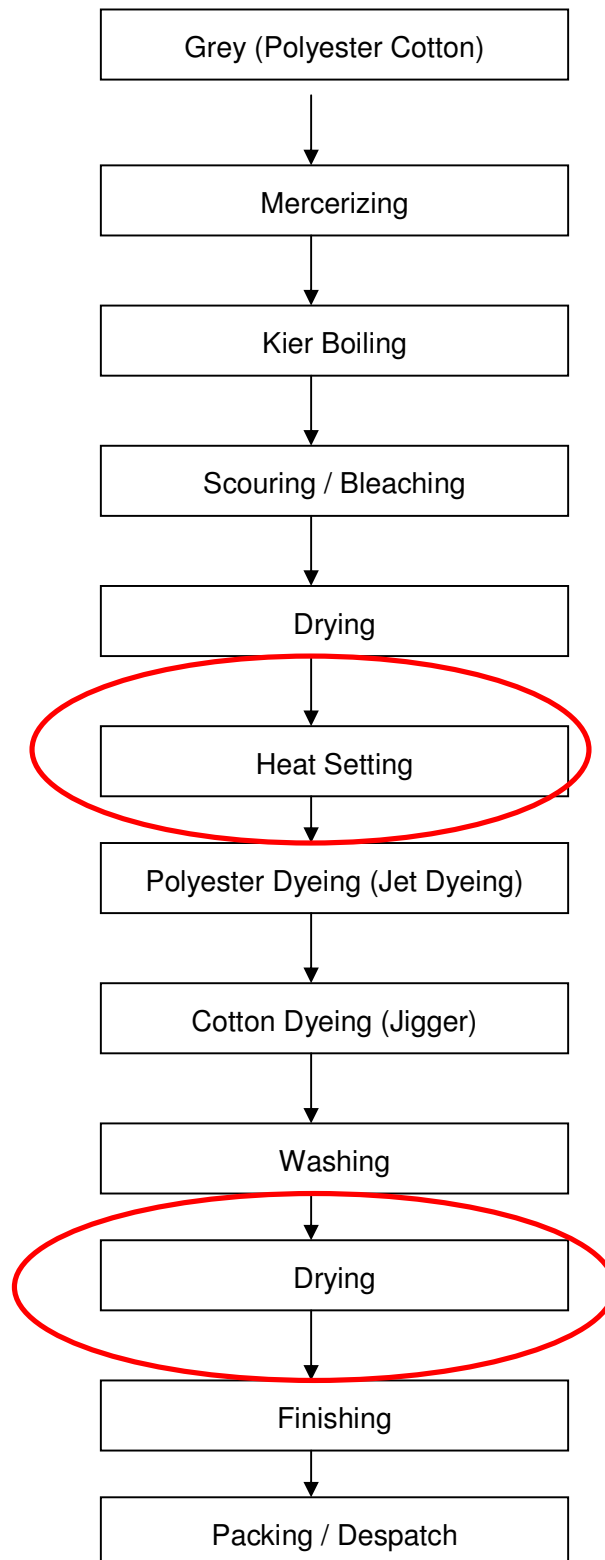 Grey (Polyester Cotton)
Mercerizing
Kier Boiling
Scouring / Bleaching
Drying
Heat Setting
Polyester Dyeing (Jet Dyeing)
Cotton Dyeing (Jigger)
Washing
Drying
Finishing
Packing / Despatch